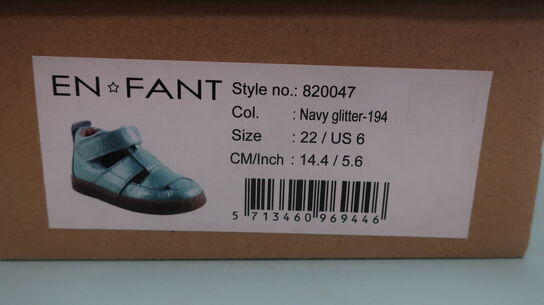 EN☆FANT
Style no.: 820047
Col. : Navy glitter-194
Size : 22 / US 6
CM/Inch : 14.4 / 5.6
5 713460 969446